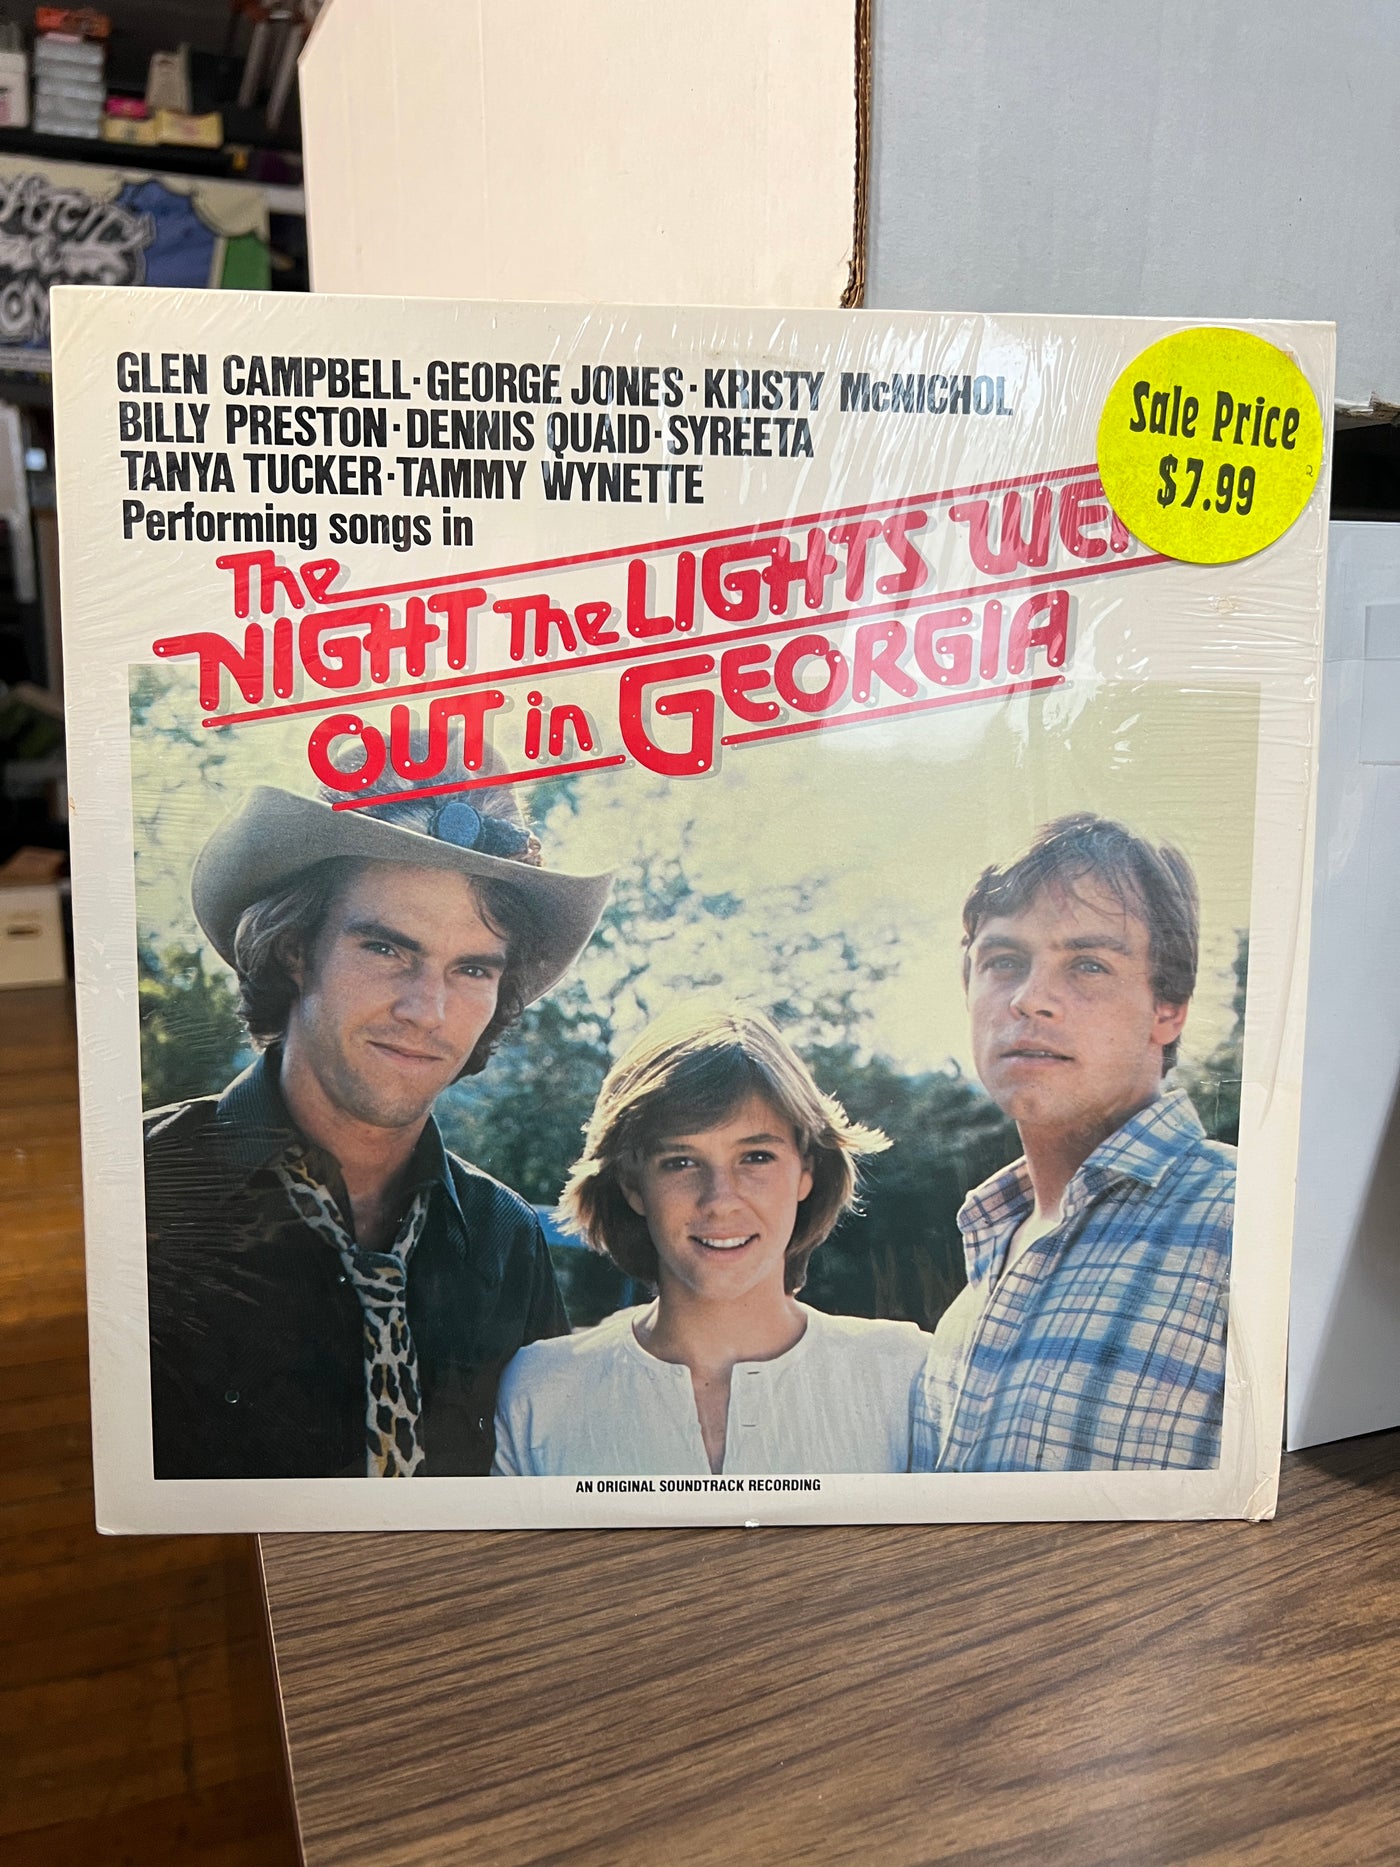 GLEN CAMPBELL·GEORGE JONES·KRISTY McNICHOL
BILLY PRESTON·DENNIS QUAID·SYREETA
TANYA TUCKER·TAMMY WYNETTE
Performing songs in
The
NIGHT The LIGHTS
OUT in GEORGIA
Sale Price
$7.99
AN ORIGINAL SOUNDTRACK RECORDING